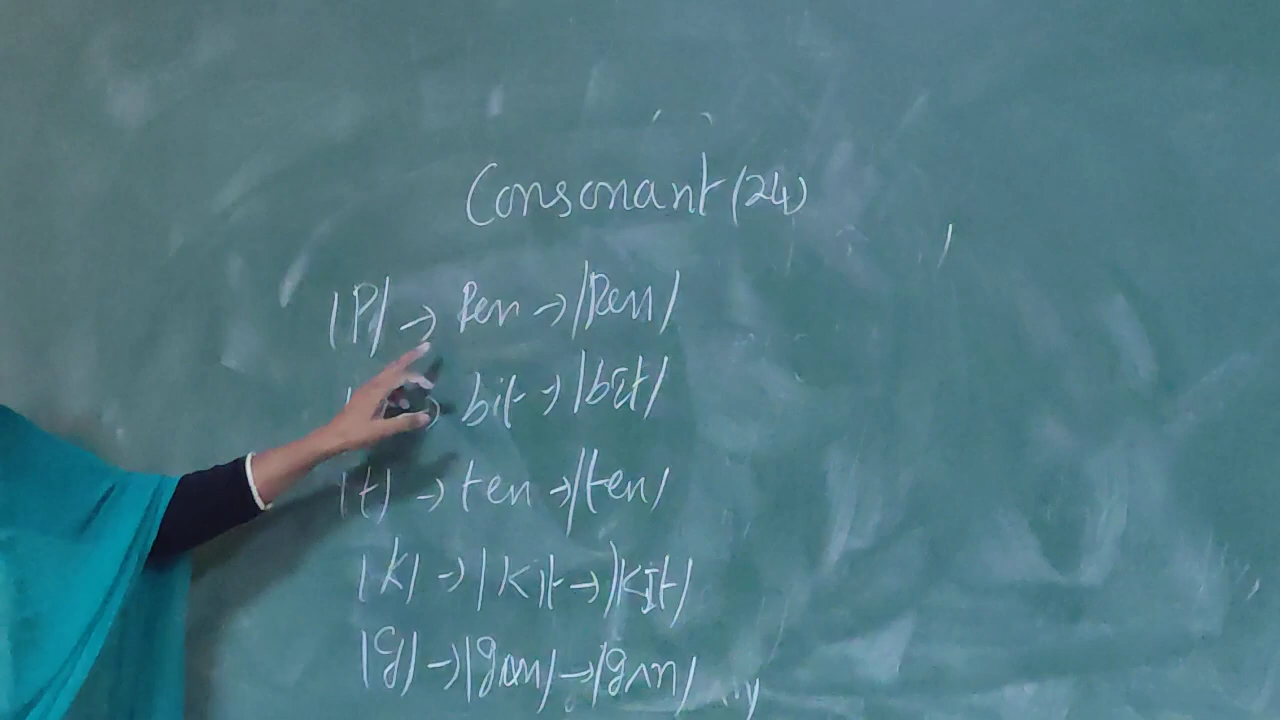 Consonant (24)
/P/ → Pen → /Pen/
→ bit → /bɪt/
/t/ → ten → /ten/
/K/ → /Kit → /Kɪt/
/g/ → /gun/ → /gʌn/